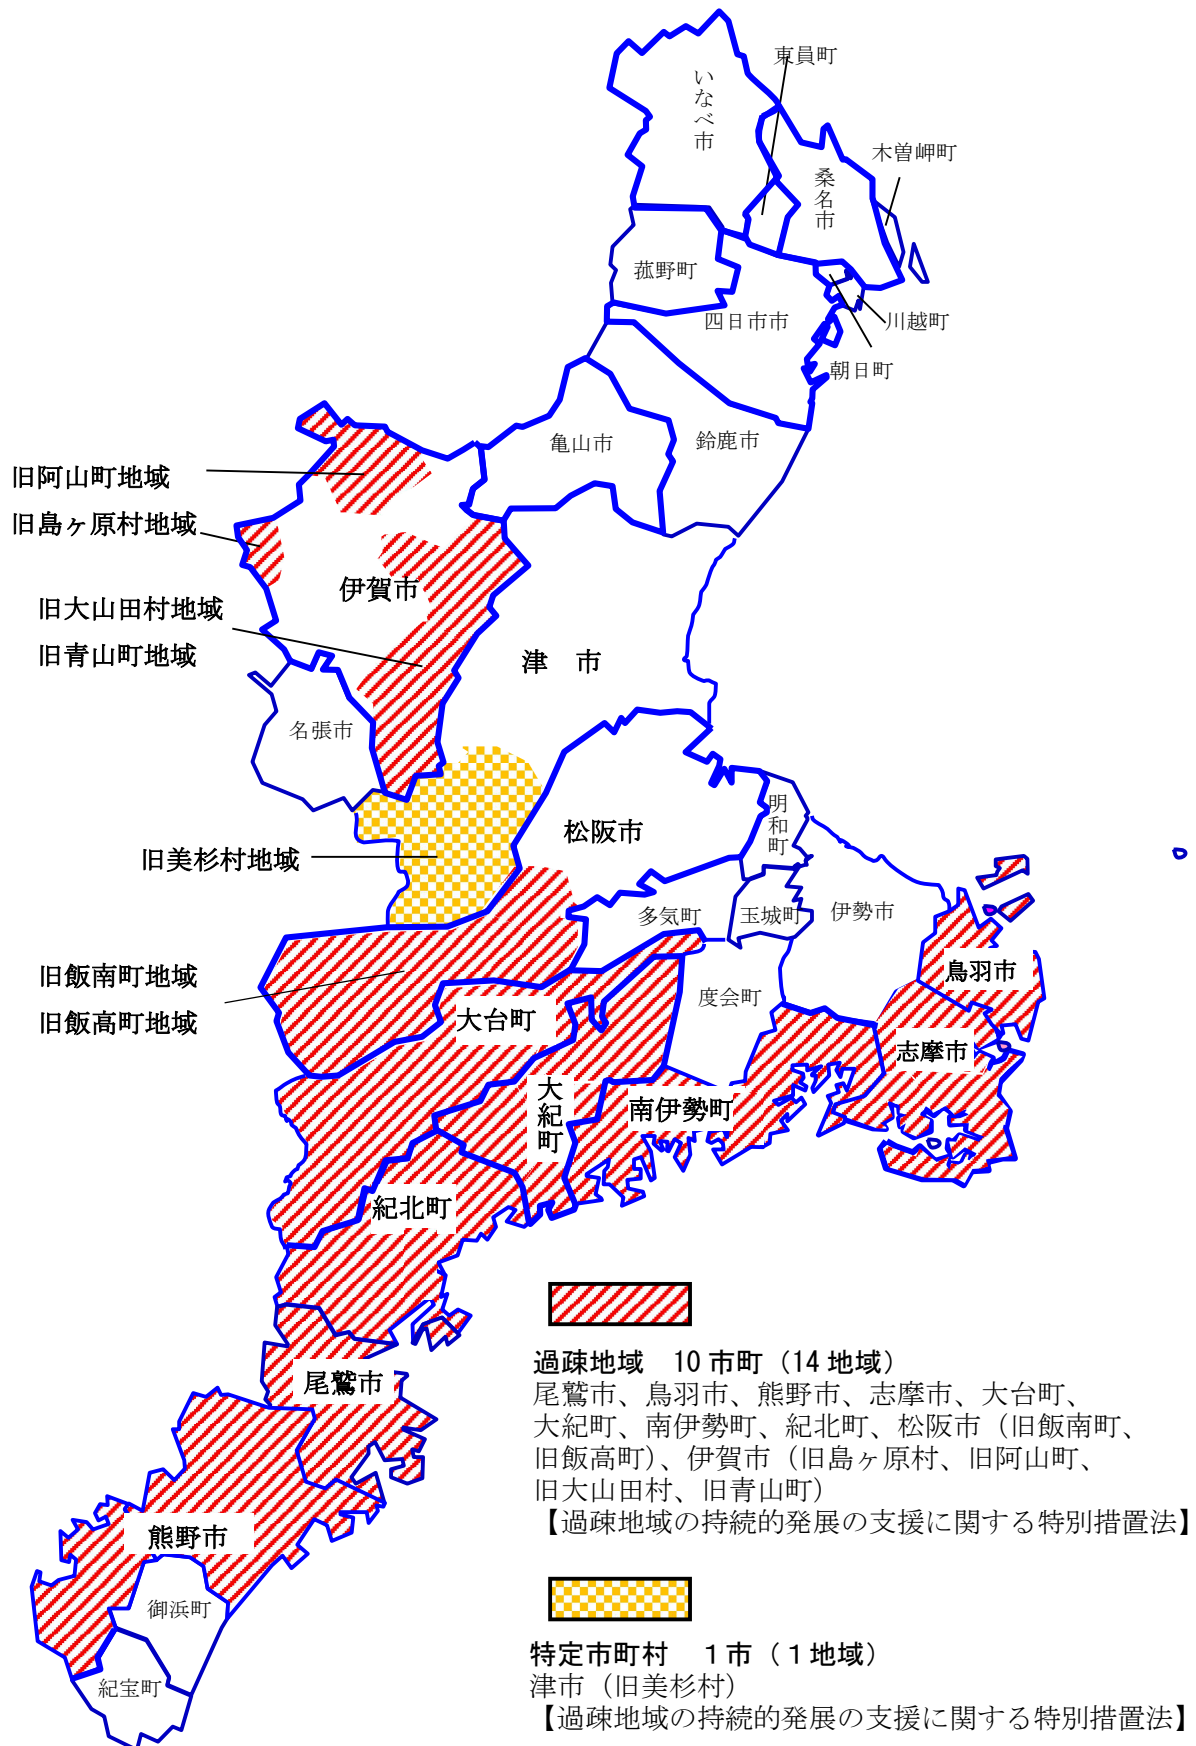 東員町
いなべ市
木曽岬町
桑名市
菰野町
四日市市
川越町
朝日町
亀山市
鈴鹿市
旧阿山町地域
旧島ヶ原村地域
伊賀市
旧大山田村地域
旧青山町地域
津　市
名張市
明和町
松阪市
旧美杉村地域
多気町
玉城町
伊勢市
鳥羽市
旧飯南町地域
旧飯高町地域
度会町
大台町
志摩市
大紀町
南伊勢町
紀北町
尾鷲市
熊野市
御浜町
紀宝町
過疎地域　10 市町（14 地域）
尾鷲市、鳥羽市、熊野市、志摩市、大台町、
大紀町、南伊勢町、紀北町、松阪市（旧飯南町、
旧飯高町）、伊賀市（旧島ヶ原村、旧阿山町、
旧大山田村、旧青山町）
【過疎地域の持続的発展の支援に関する特別措置法】
特定市町村　１市（１地域）
津市（旧美杉村）
【過疎地域の持続的発展の支援に関する特別措置法】